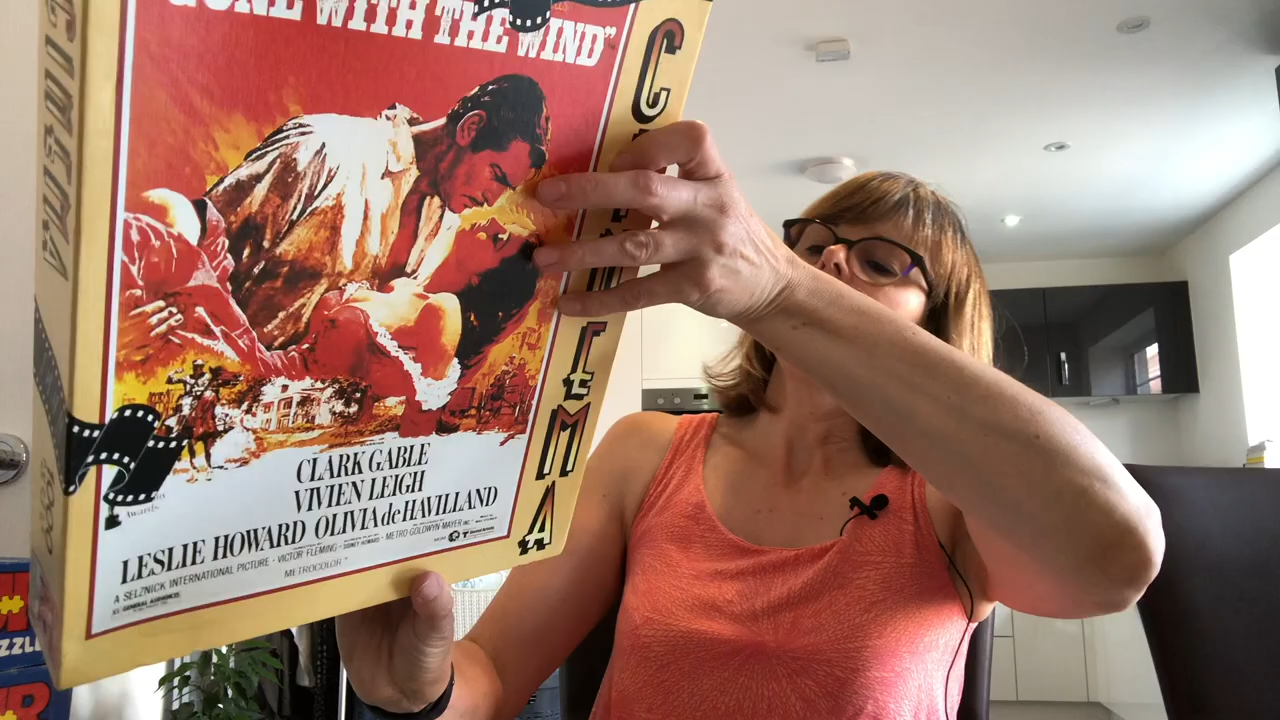 "GONE WITH THE WIND"
CINEMA
CLARK GABLE
VIVIEN LEIGH
LESLIE HOWARD OLIVIA de HAVILLAND
A SELZNICK INTERNATIONAL PICTURE · VICTOR FLEMING · SIDNEY HOWARD · METRO-GOLDWYN-MAYER INC.
METROCOLOR
Awards.